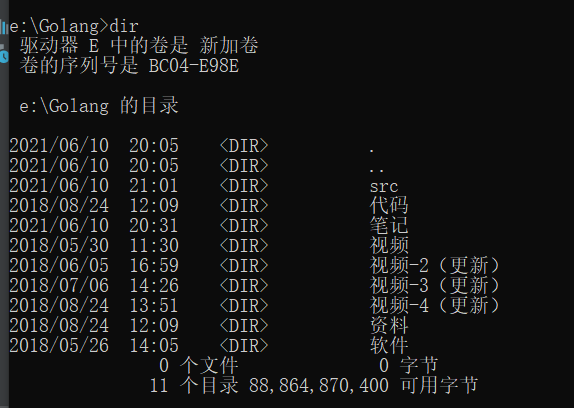 e:\Golang>dir
驱动器 E 中的卷是 新加卷
卷的序列号是 BC04-E98E
e:\Golang 的目录
2021/06/10  20:05    <DIR>          .
2021/06/10  20:05    <DIR>          ..
2021/06/10  21:01    <DIR>          src
2018/08/24  12:09    <DIR>          代码
2021/06/10  20:31    <DIR>          笔记
2018/05/30  11:30    <DIR>          视频
2018/06/05  16:59    <DIR>          视频-2（更新）
2018/07/06  14:26    <DIR>          视频-3（更新）
2018/08/24  13:51    <DIR>          视频-4（更新）
2018/08/24  12:09    <DIR>          资料
2018/05/26  14:05    <DIR>          软件
0 个文件              0 字节
11 个目录 88,864,870,400 可用字节